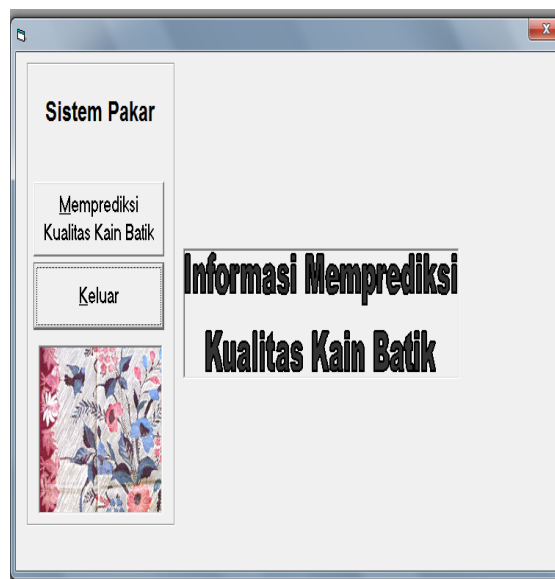 Sistem Pakar
Memprediksi
Kualitas Kain Batik
Keluar
Informasi Memprediksi
Kualitas Kain Batik